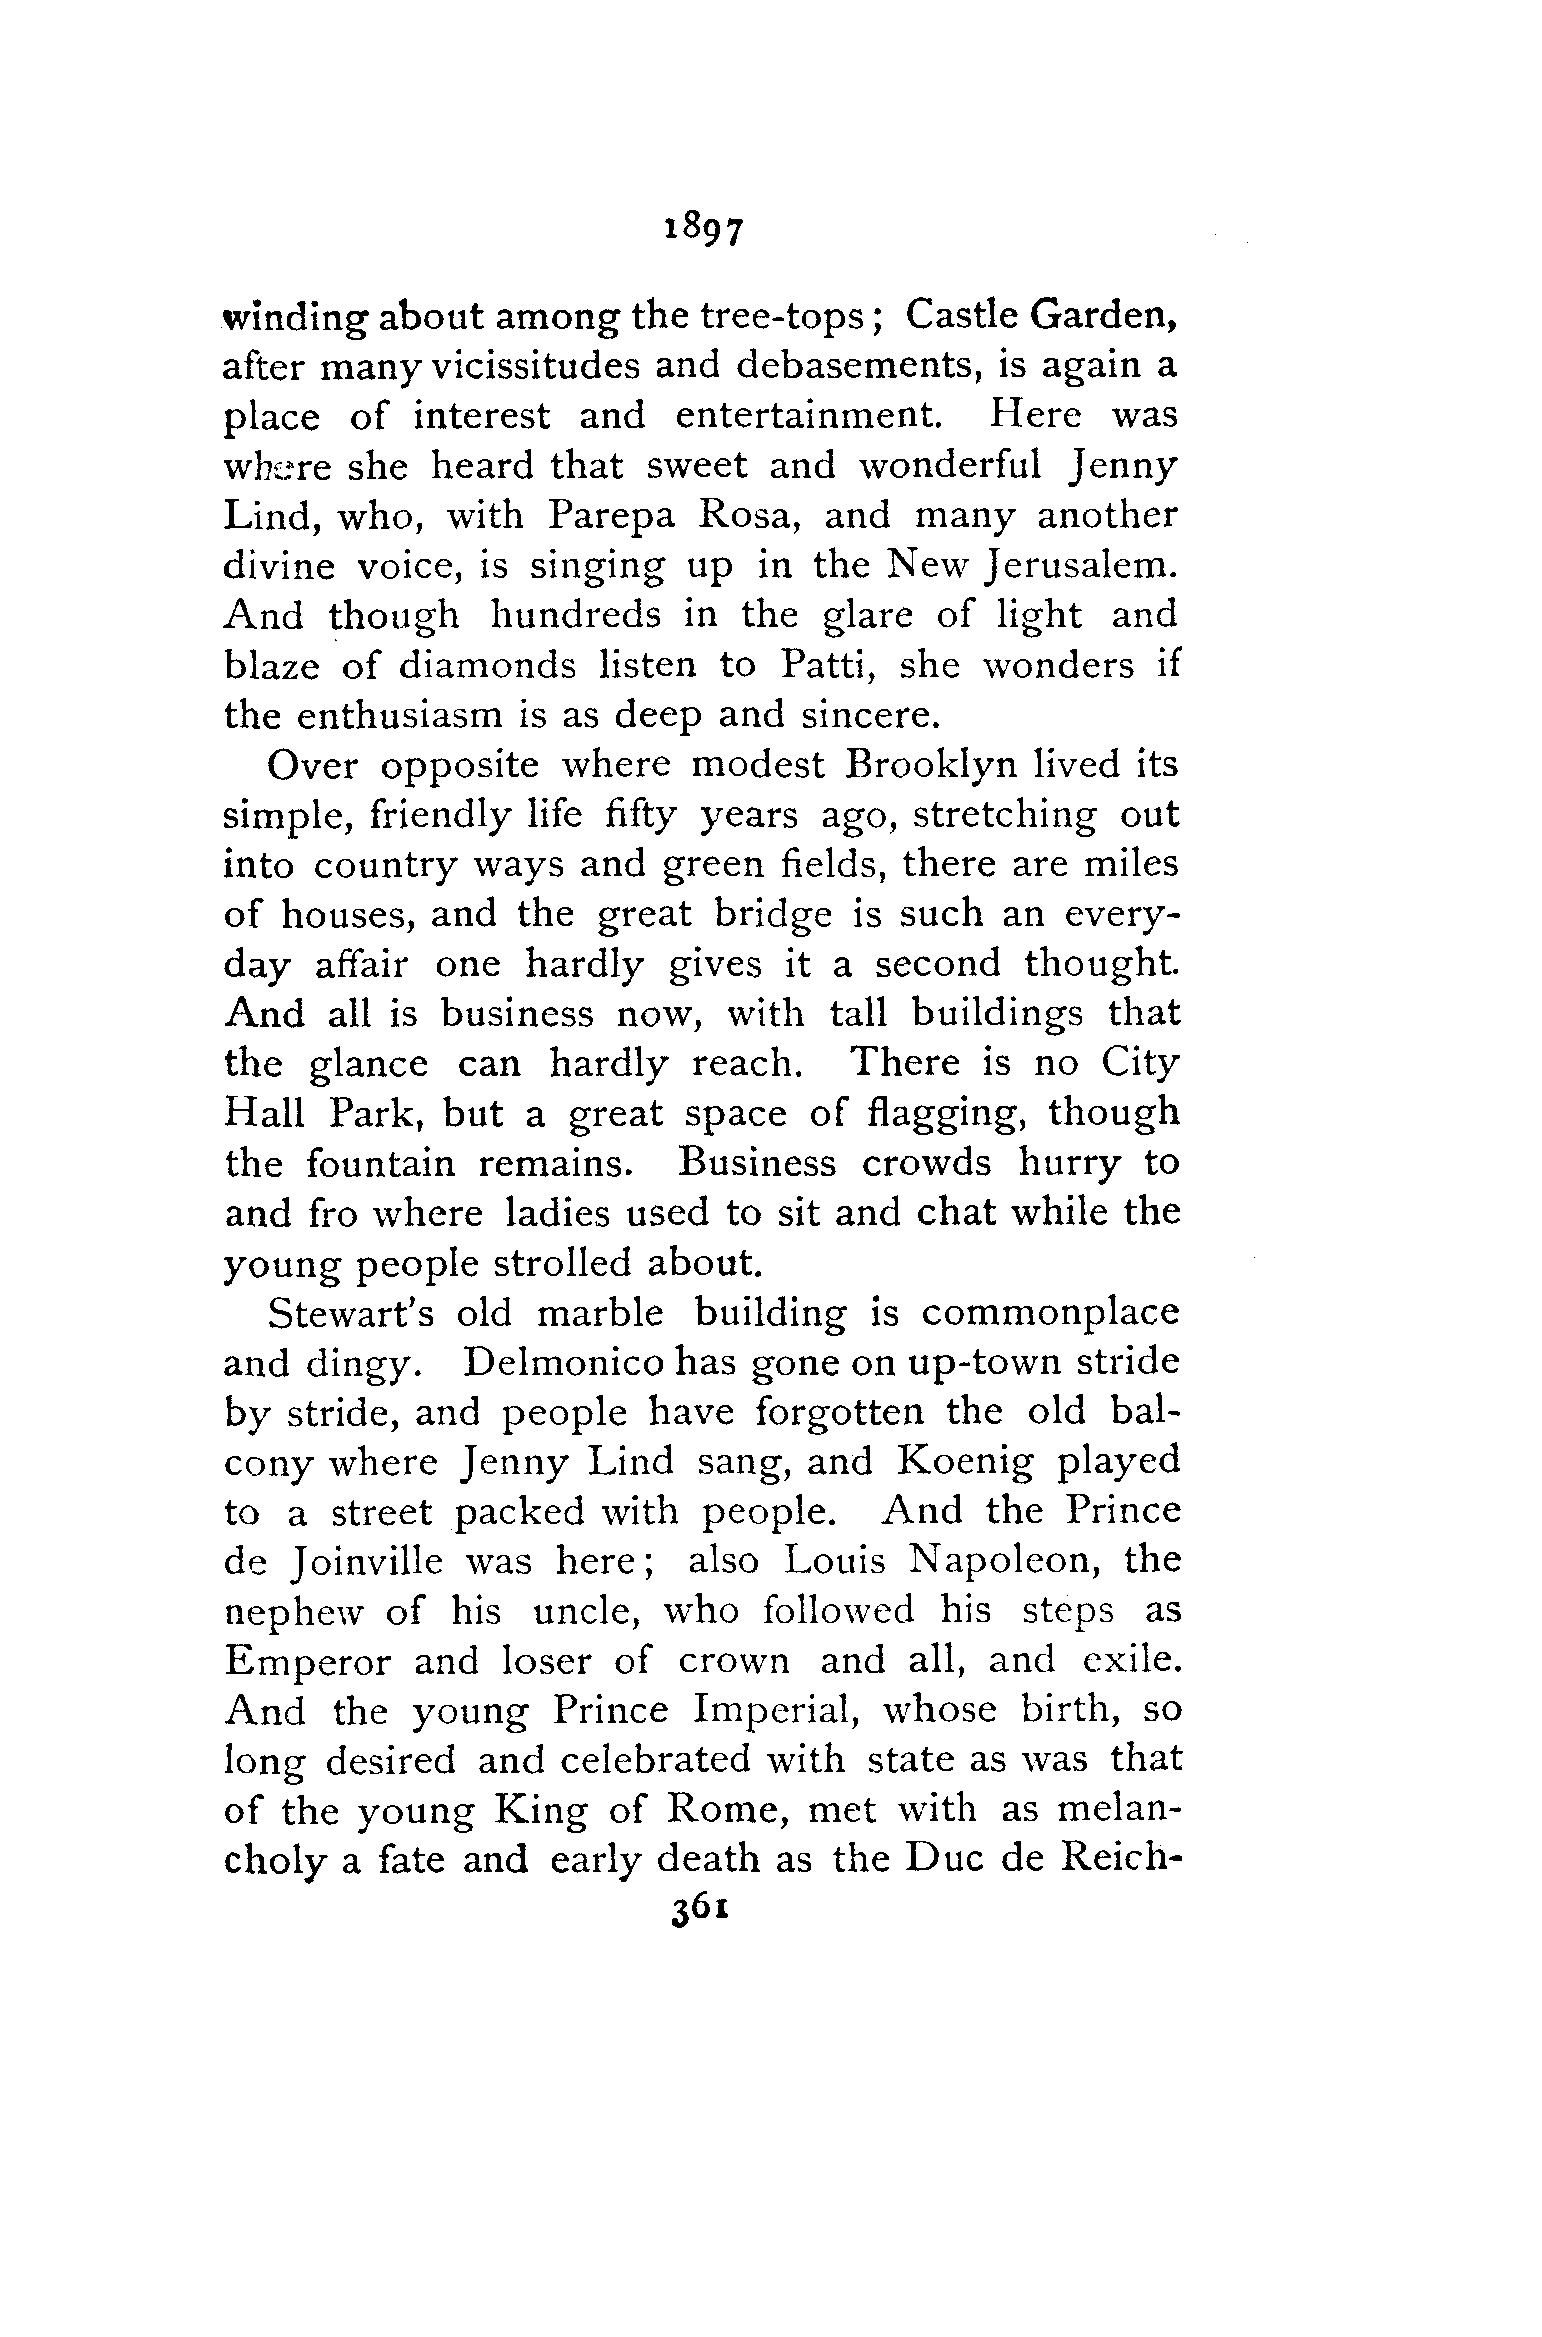 1897
winding about among the tree-tops; Castle Garden,
after many vicissitudes and debasements, is again a
place of interest and entertainment. Here was
where she heard that sweet and wonderful Jenny
Lind, who, with Parepa Rosa, and many another
divine voice, is singing up in the New Jerusalem.
And though hundreds in the glare of light and
blaze of diamonds listen to Patti, she wonders if
the enthusiasm is as deep and sincere.
Over opposite where modest Brooklyn lived its
simple, friendly life fifty years ago, stretching out
into country ways and green fields, there are miles
of houses, and the great bridge is such an every-
day affair one hardly gives it a second thought.
And all is business now, with tall buildings that
the glance can hardly reach. There is no City
Hall Park, but a great space of flagging, though
the fountain remains. Business crowds hurry to
and fro where ladies used to sit and chat while the
young people strolled about.
Stewart's old marble building is commonplace
and dingy. Delmonico has gone on up-town stride
by stride, and people have forgotten the old bal-
cony where Jenny Lind sang, and Koenig played
to a street packed with people. And the Prince
de Joinville was here; also Louis Napoleon, the
nephew of his uncle, who followed his steps as
Emperor and loser of crown and all, and exile.
And the young Prince Imperial, whose birth, so
long desired and celebrated with state as was that
of the young King of Rome, met with as melan-
choly a fate and early death as the Duc de Reich-
361